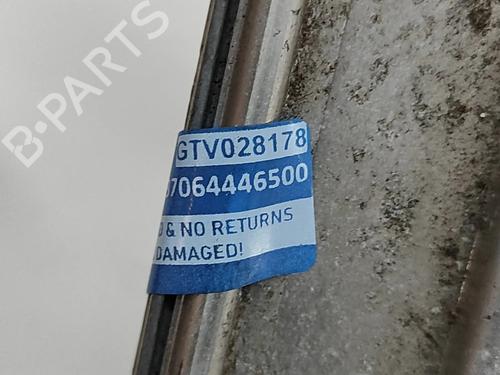 B-PARTS
GTV028178
7064446500
& NO RETURNS
DAMAGED!